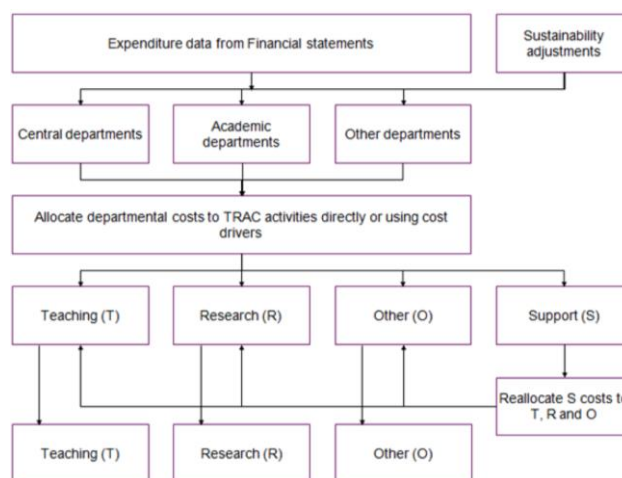 Expenditure data from Financial statements
Sustainability
adjustments
Central departments
Academic
departments
Other departments
Allocate departmental costs to TRAC activities directly or using cost
drivers
Teaching (T)
Research (R)
Other (O)
Support (S)
Reallocate S costs to
T, R and O
Teaching (T)
Research (R)
Other (O)